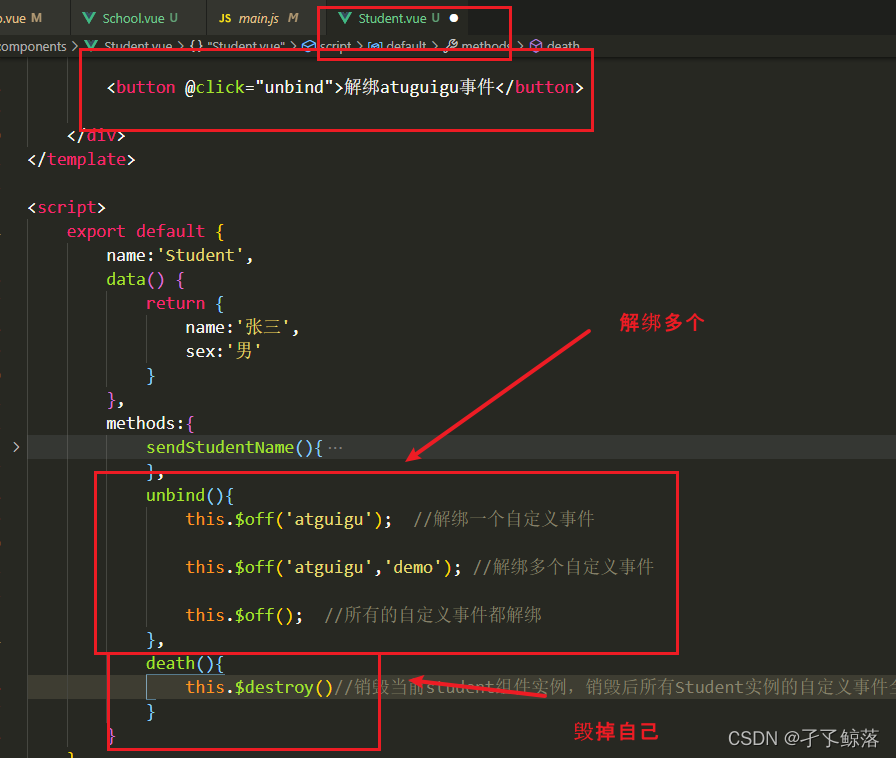 .vue M School.vue U JS main.js M Student.vue U
components > Student.vue > {} "Student.vue" > script > default > methods > death
<button @click="unbind">解绑atuguigu事件</button>
</div>
</template>
<script>
export default {
name:'Student',
data() {
return {
name:'张三',
sex:'男'
}
},
解绑多个
methods:{
sendStudentName(){ ···
},
unbind(){
this.$off('atguigu'); //解绑一个自定义事件
this.$off('atguigu','demo'); //解绑多个自定义事件
this.$off(); //所有的自定义事件都解绑
},
death(){
this.$destroy()//销毁当前student组件实例，销毁后所有Student实例的自定义事件
}
毁掉自己
}
CSDN @孑孓鲸落